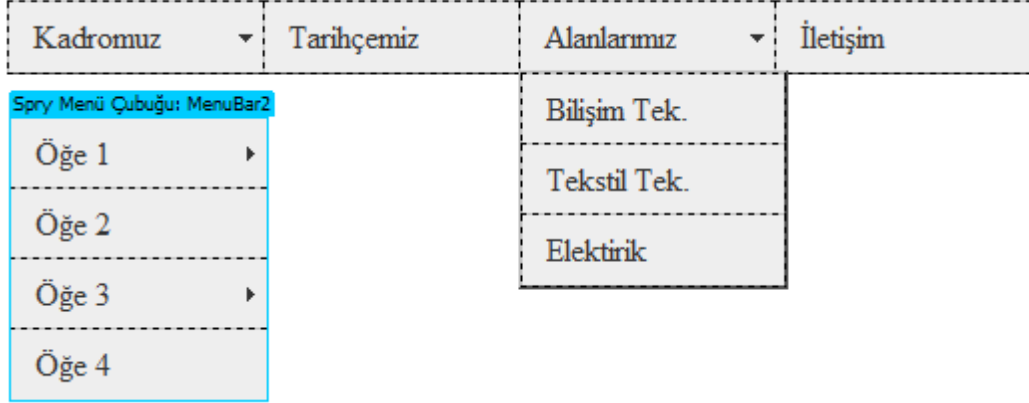 Kadromuz Tarihçemiz Alanlarımız İletişim
Spry Menü Çubuğu: MenuBar2
Öğe 1
Öğe 2
Öğe 3
Öğe 4
Bilişim Tek.
Tekstil Tek.
Elektirik